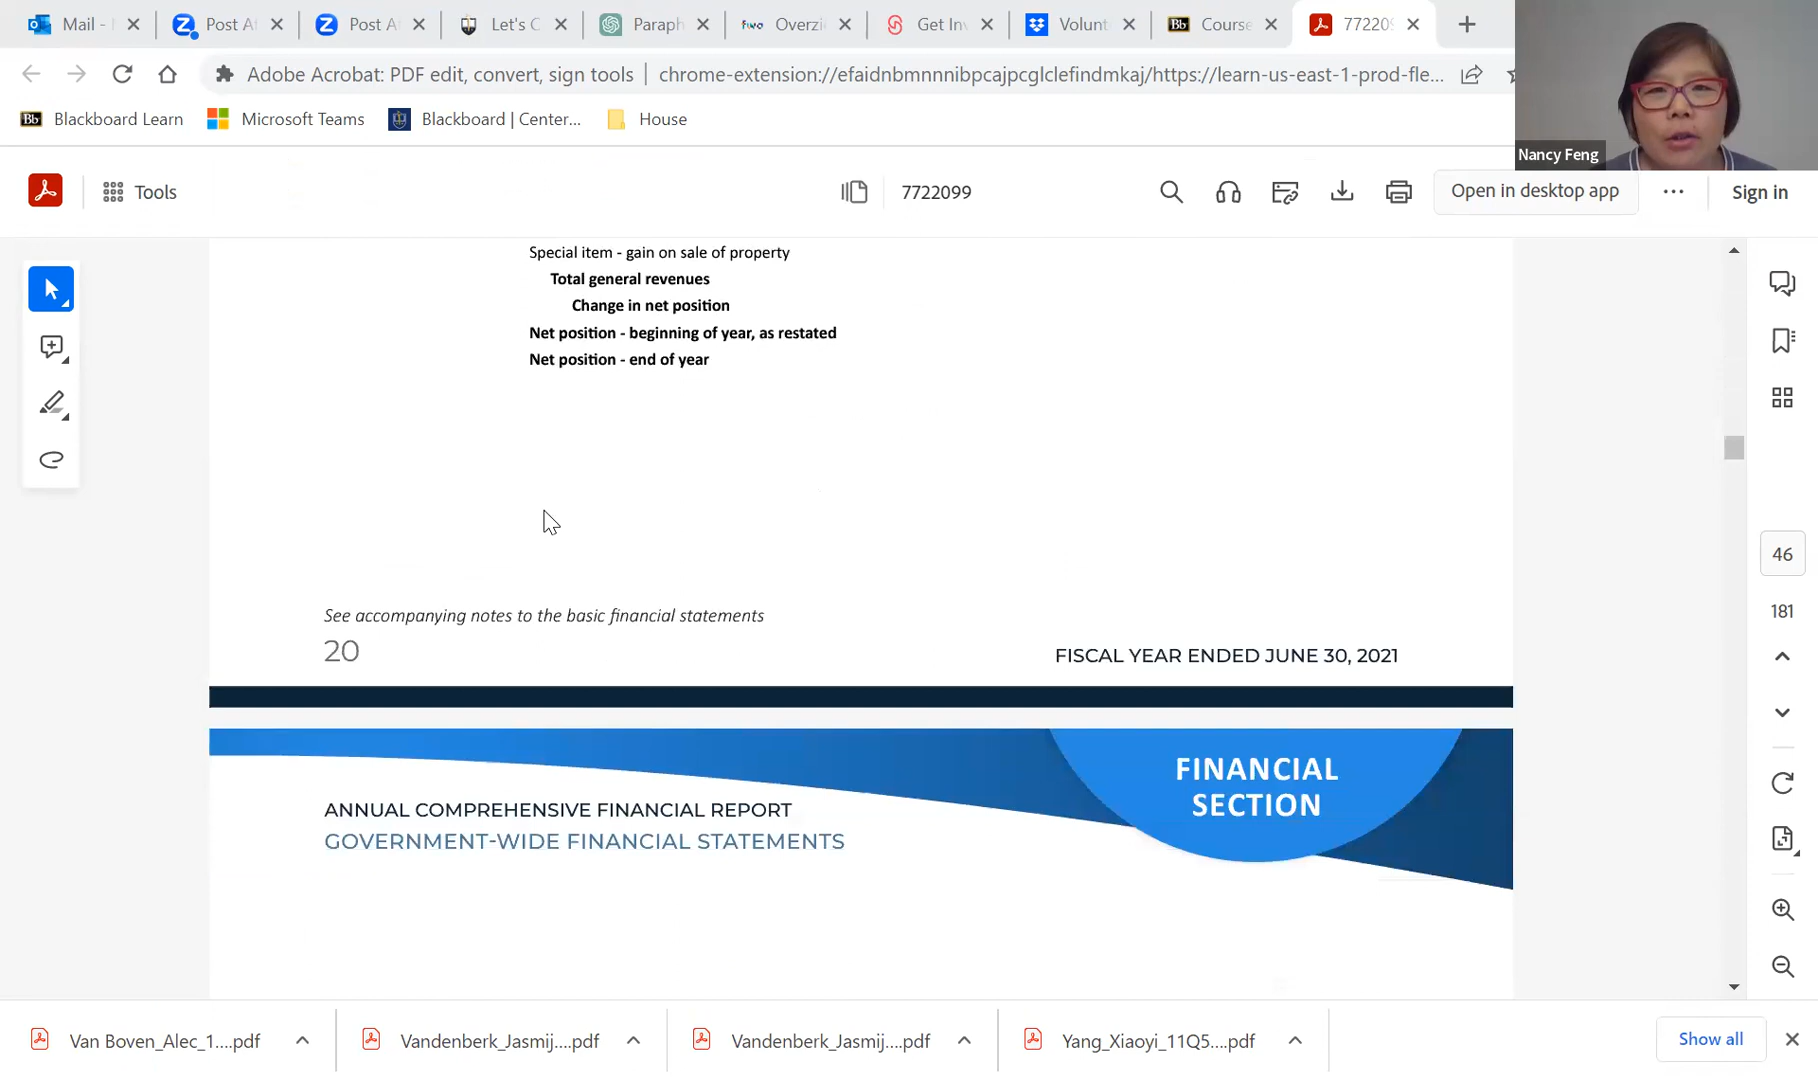 Mail -
Post A
Post A
Let's C
Paraph
Overzi
Get Inv
Volunt
Course
77220
Adobe Acrobat: PDF edit, convert, sign tools
chrome-extension://efaidnbmnnnibpcajpcglclefindmkaj/https://learn-us-east-1-prod-fle...
Blackboard Learn
Microsoft Teams
Blackboard | Center...
House
Nancy Feng
Tools
7722099
Open in desktop app
Sign in
Special item - gain on sale of property
Total general revenues
Change in net position
Net position - beginning of year, as restated
Net position - end of year
46
181
See accompanying notes to the basic financial statements
20
FISCAL YEAR ENDED JUNE 30, 2021
FINANCIAL
SECTION
ANNUAL COMPREHENSIVE FINANCIAL REPORT
GOVERNMENT-WIDE FINANCIAL STATEMENTS
Van Boven_Alec_1....pdf
Vandenberk_Jasmij....pdf
Vandenberk_Jasmij....pdf
Yang_Xiaoyi_11Q5....pdf
Show all